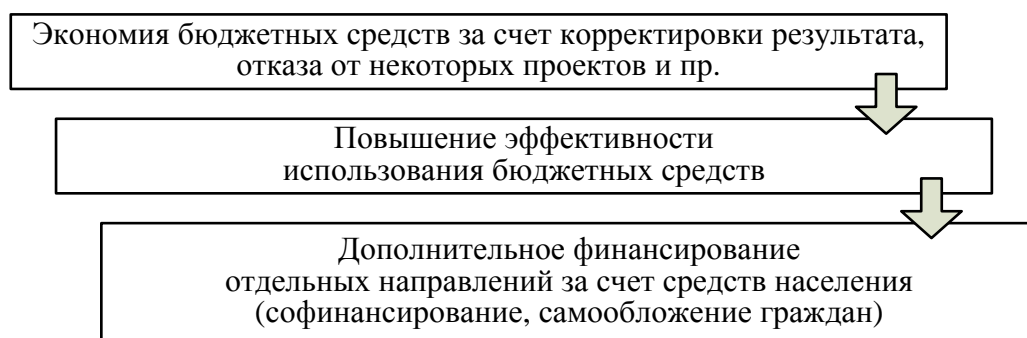 Экономия бюджетных средств за счет корректировки результата,
отказа от некоторых проектов и пр.
Повышение эффективности
использования бюджетных средств
Дополнительное финансирование
отдельных направлений за счет средств населения
(софинансирование, самообложение граждан)